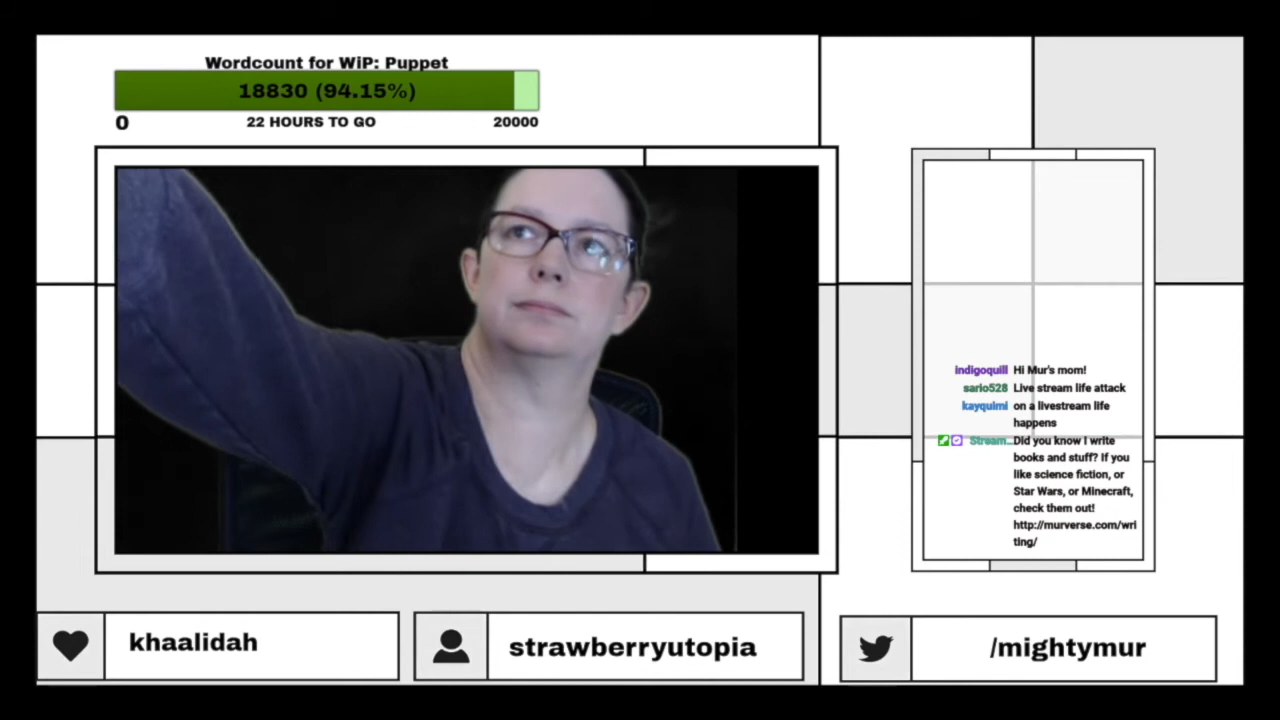 Wordcount for WiP: Puppet
18830 (94.15%)
0 22 HOURS TO GO 20000
indigoquill Hi Mur's mom!
sario528 Live stream life attack
kayquimi on a livestream life
happens
Stream... Did you know I write
books and stuff? If you
like science fiction, or
Star Wars, or Minecraft,
check them out!
http://murverse.com/wri
ting/
khaalidah
strawberryutopia
/mightymur